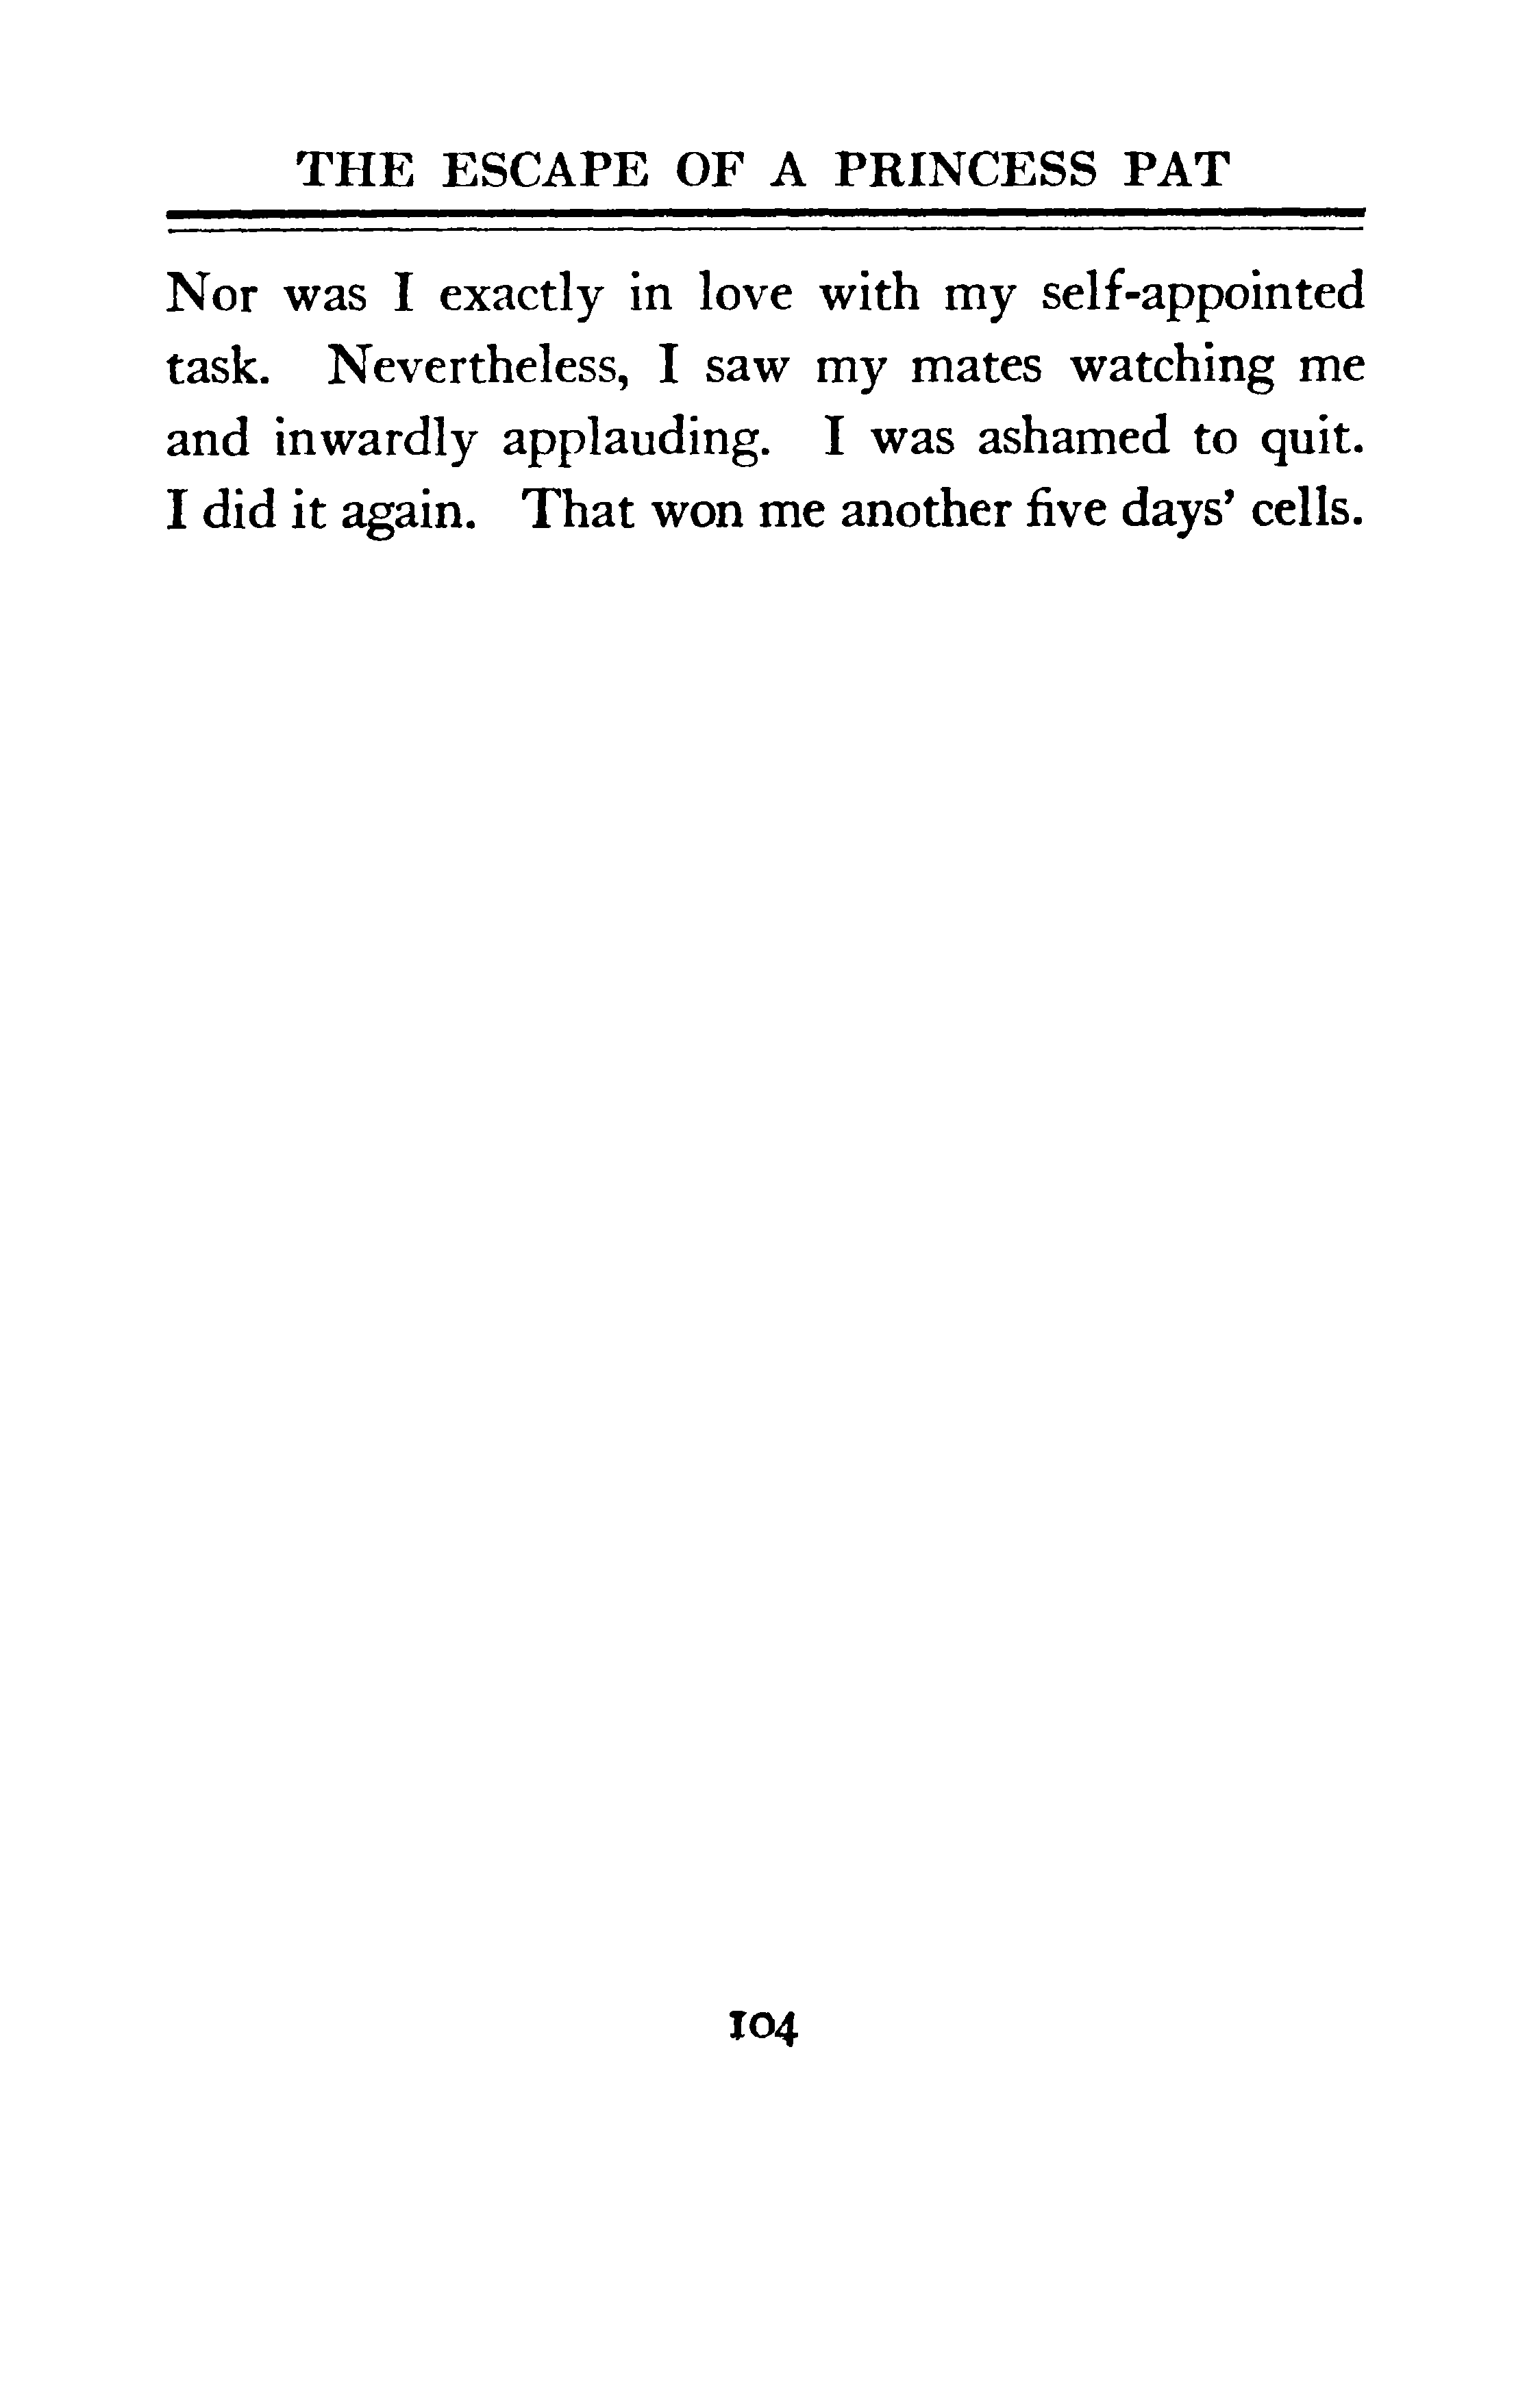 THE ESCAPE OF A PRINCESS PAT
Nor was I exactly in love with my self-appointed
task. Nevertheless, I saw my mates watching me
and inwardly applauding. I was ashamed to quit.
I did it again. That won me another five days’ cells.
104